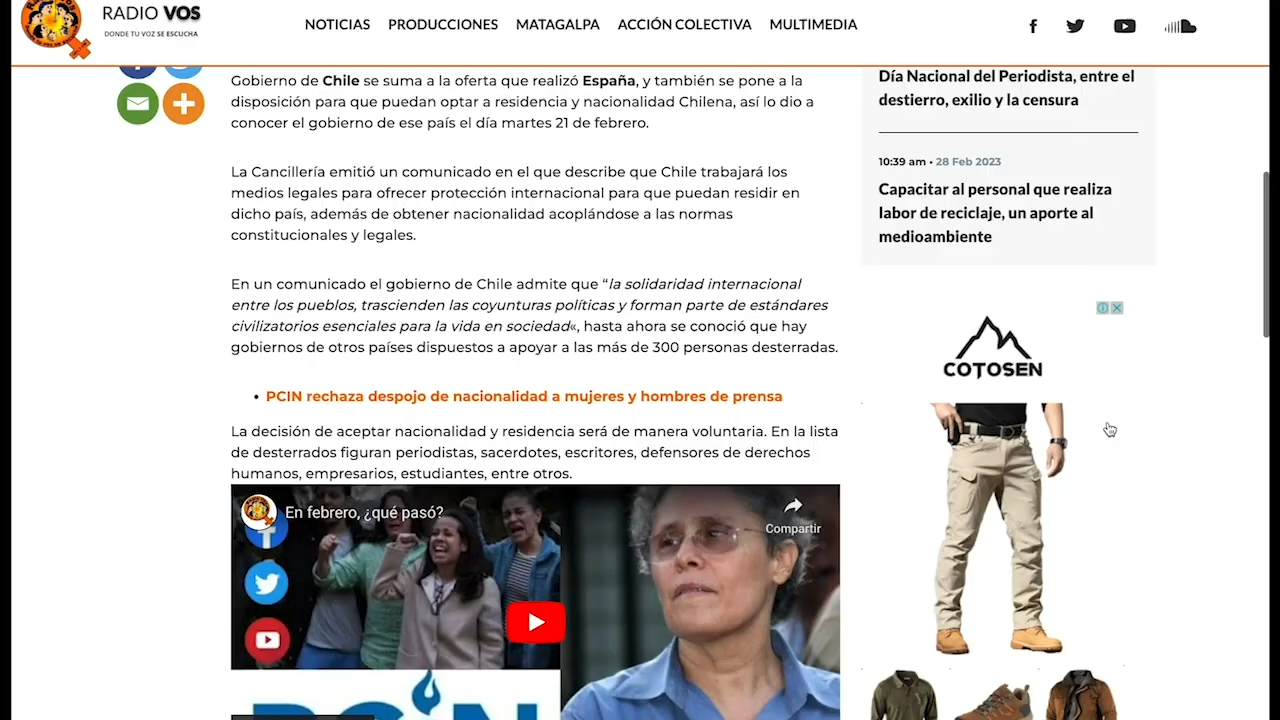 RADIO VOS
DONDE TU VOZ SE ESCUCHA
NOTICIAS PRODUCCIONES MATAGALPA ACCIÓN COLECTIVA MULTIMEDIA
Gobierno de Chile se suma a la oferta que realizó España, y también se pone a la
disposición para que puedan optar a residencia y nacionalidad Chilena, así lo dio a
conocer el gobierno de ese país el día martes 21 de febrero.
La Cancillería emitió un comunicado en el que describe que Chile trabajará los
medios legales para ofrecer protección internacional para que puedan residir en
dicho país, además de obtener nacionalidad acoplándose a las normas
constitucionales y legales.
En un comunicado el gobierno de Chile admite que “la solidaridad internacional
entre los pueblos, trascienden las coyunturas políticas y forman parte de estándares
civilizatorios esenciales para la vida en sociedad«, hasta ahora se conoció que hay
gobiernos de otros países dispuestos a apoyar a las más de 300 personas desterradas.
• PCIN rechaza despojo de nacionalidad a mujeres y hombres de prensa
La decisión de aceptar nacionalidad y residencia será de manera voluntaria. En la lista
de desterrados figuran periodistas, sacerdotes, escritores, defensores de derechos
humanos, empresarios, estudiantes, entre otros.
En febrero, ¿qué pasó?
Compartir
PCIN
Día Nacional del Periodista, entre el
destierro, exilio y la censura
10:39 am • 28 Feb 2023
Capacitar al personal que realiza
labor de reciclaje, un aporte al
medioambiente
COTOSEN